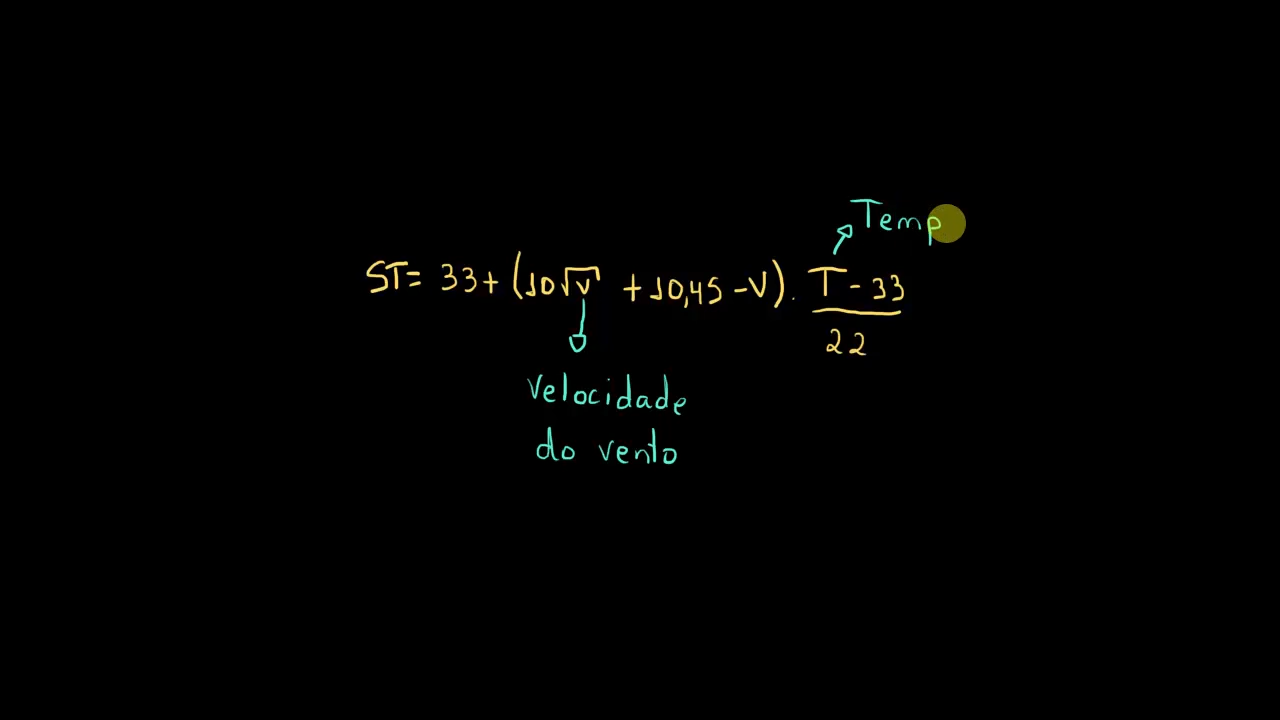 Temp
ST= 33+ (10√v + 10,45 - V) . T - 33
22
Velocidade
do vento